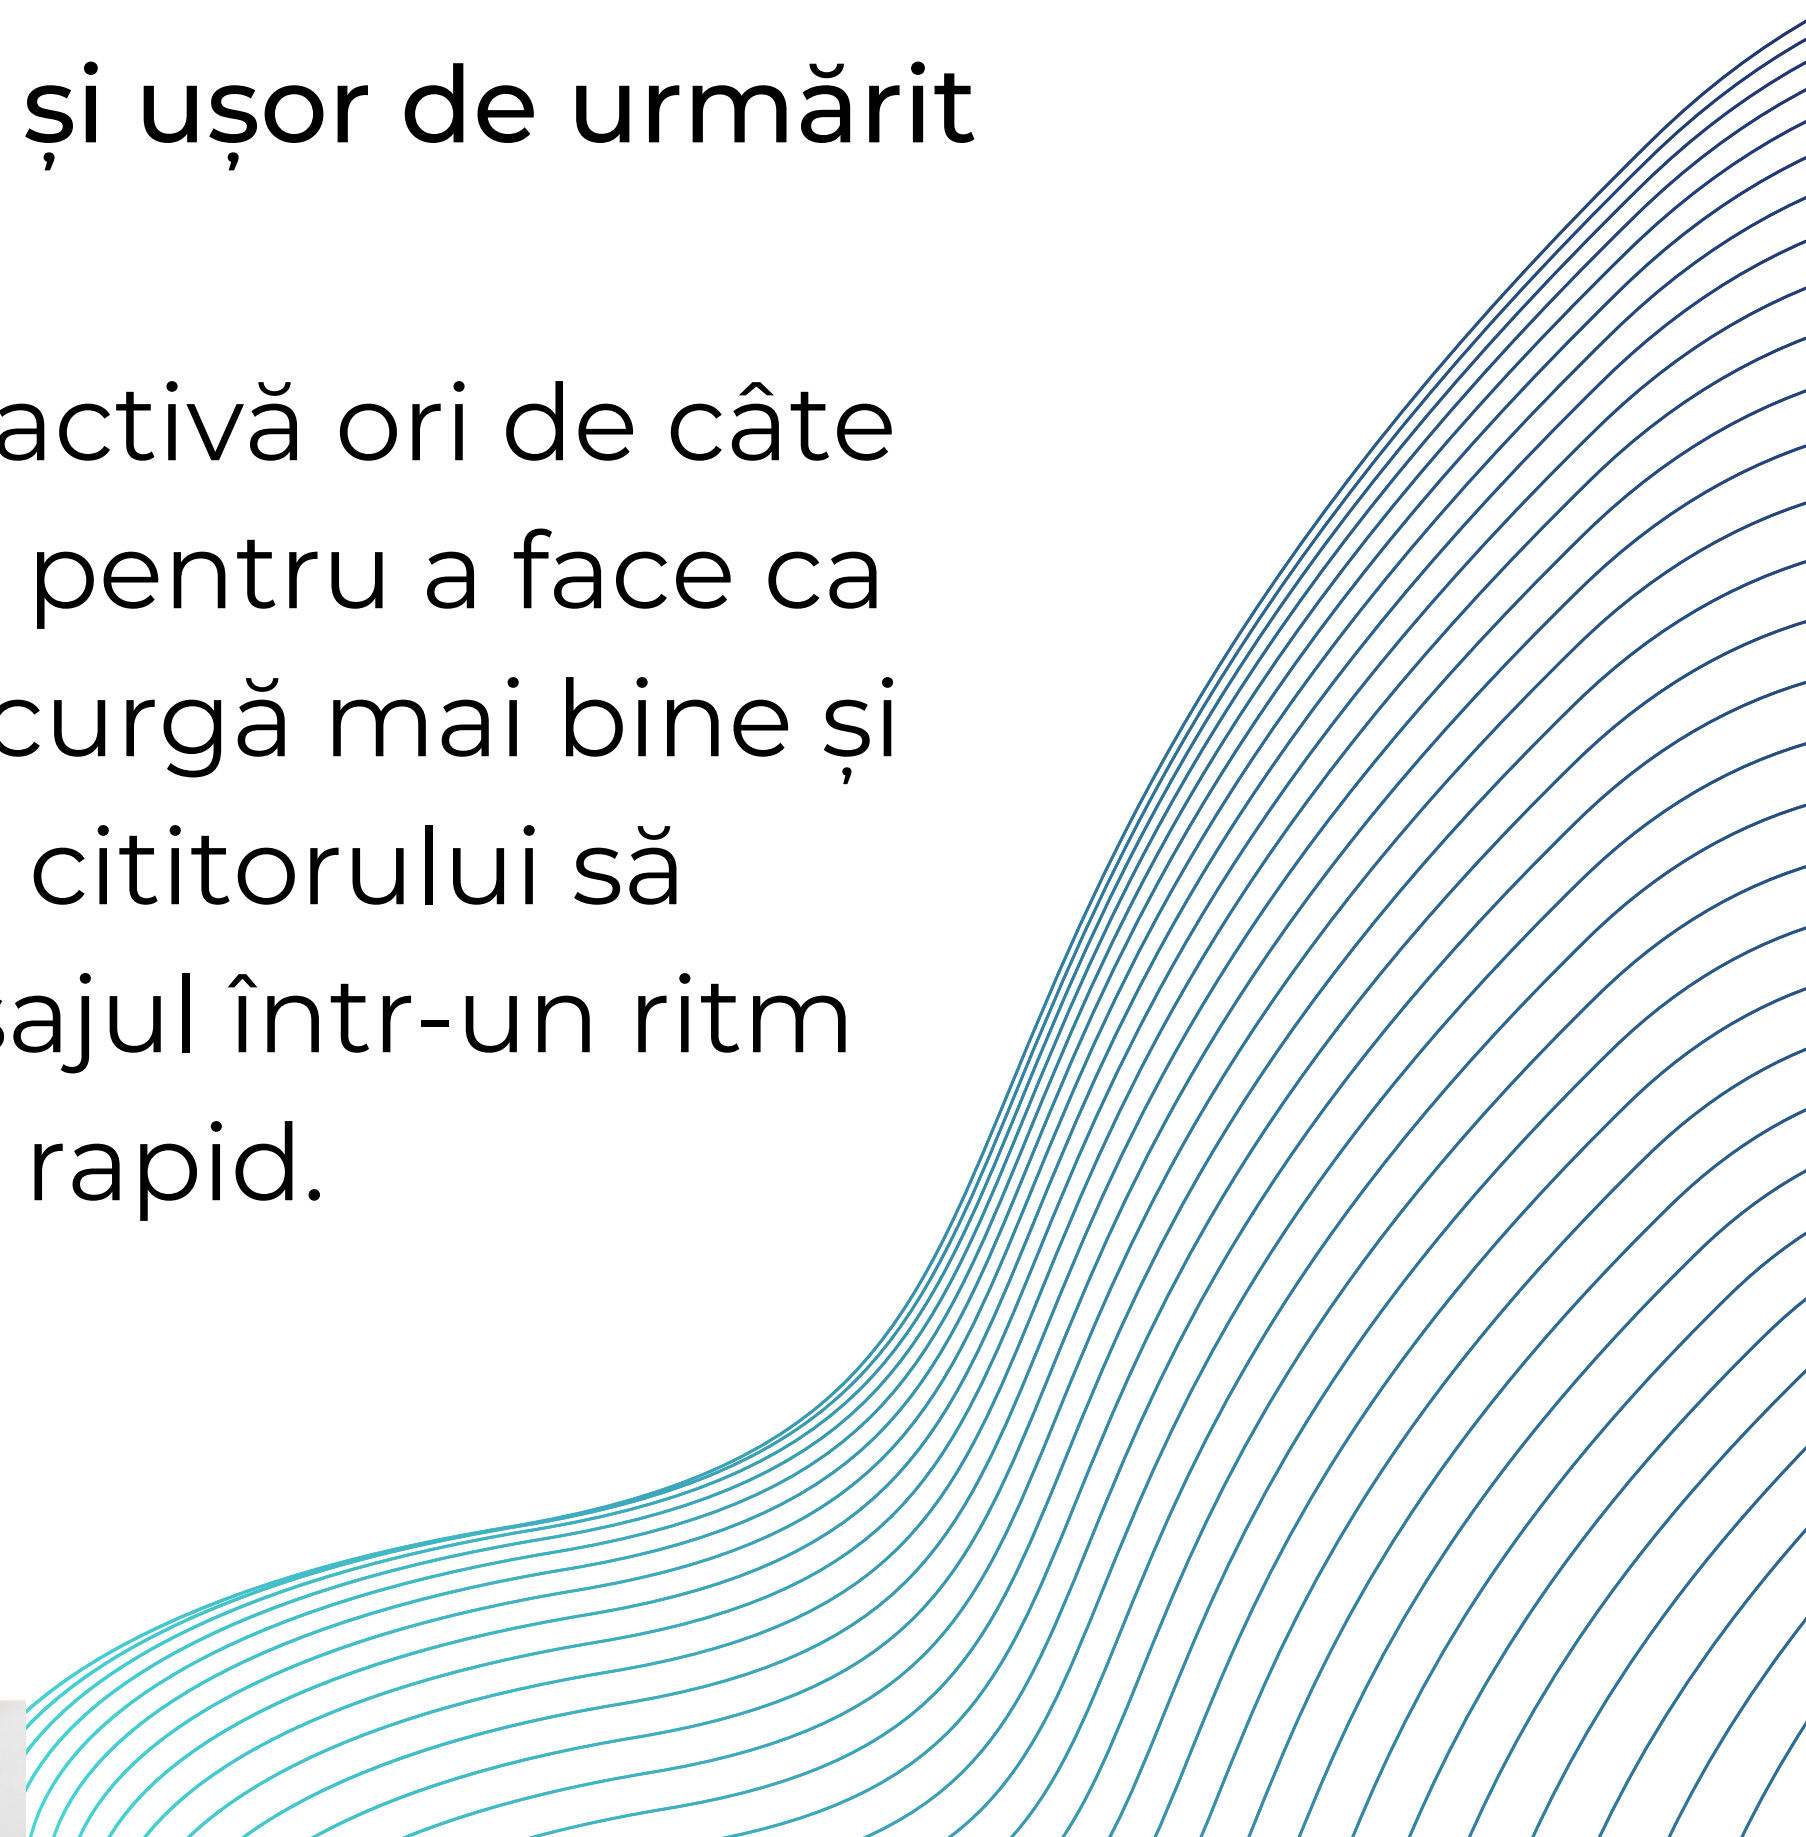 și ușor de urmărit
activă ori de câte
pentru a face ca
curgă mai bine și
cititorului să
sajul într-un ritm
rapid.